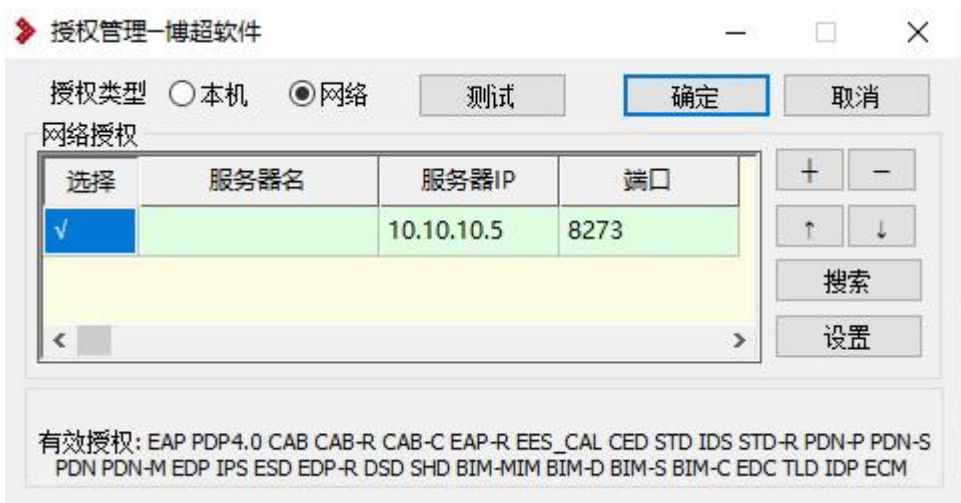 授权管理-博超软件
授权类型 本机 网络 测试 确定 取消
网络授权
选择 服务器名 服务器IP 端口 + -
√ 10.10.10.5 8273 ↑ ↓
搜索
< > 设置
有效授权: EAP PDP4.0 CAB CAB-R CAB-C EAP-R EES_CAL CED STD IDS STD-R PDN-P PDN-S
PDN PDN-M EDP IPS ESD EDP-R DSD SHD BIM-MIM BIM-D BIM-S BIM-C EDC TLD IDP ECM